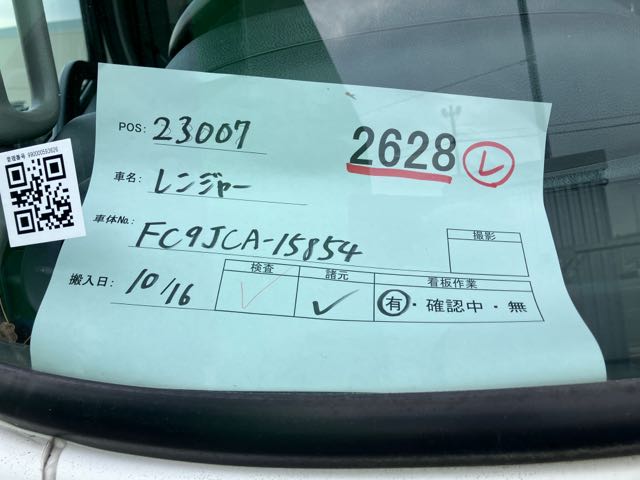 POS: 23007
2628 レ
車名: レンジャー
車体No.: FC9JCA-15854
撮影
搬入日: 10/16
検査 諸元 看板作業
✓ ✓ 有・確認中・無